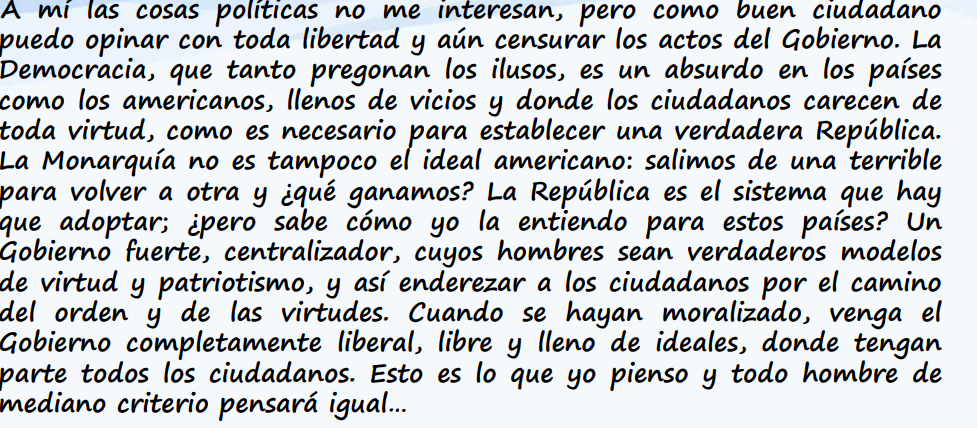 A mí las cosas políticas no me interesan, pero como buen ciudadano
puedo opinar con toda libertad y aún censurar los actos del Gobierno. La
Democracia, que tanto pregonan los ilusos, es un absurdo en los países
como los americanos, llenos de vicios y donde los ciudadanos carecen de
toda virtud, como es necesario para establecer una verdadera República.
La Monarquía no es tampoco el ideal americano: salimos de una terrible
para volver a otra y ¿qué ganamos? La República es el sistema que hay
que adoptar; ¿pero sabe cómo yo la entiendo para estos países? Un
Gobierno fuerte, centralizador, cuyos hombres sean verdaderos modelos
de virtud y patriotismo, y así enderezar a los ciudadanos por el camino
del orden y de las virtudes. Cuando se hayan moralizado, venga el
Gobierno completamente liberal, libre y lleno de ideales, donde tengan
parte todos los ciudadanos. Esto es lo que yo pienso y todo hombre de
mediano criterio pensará igual...